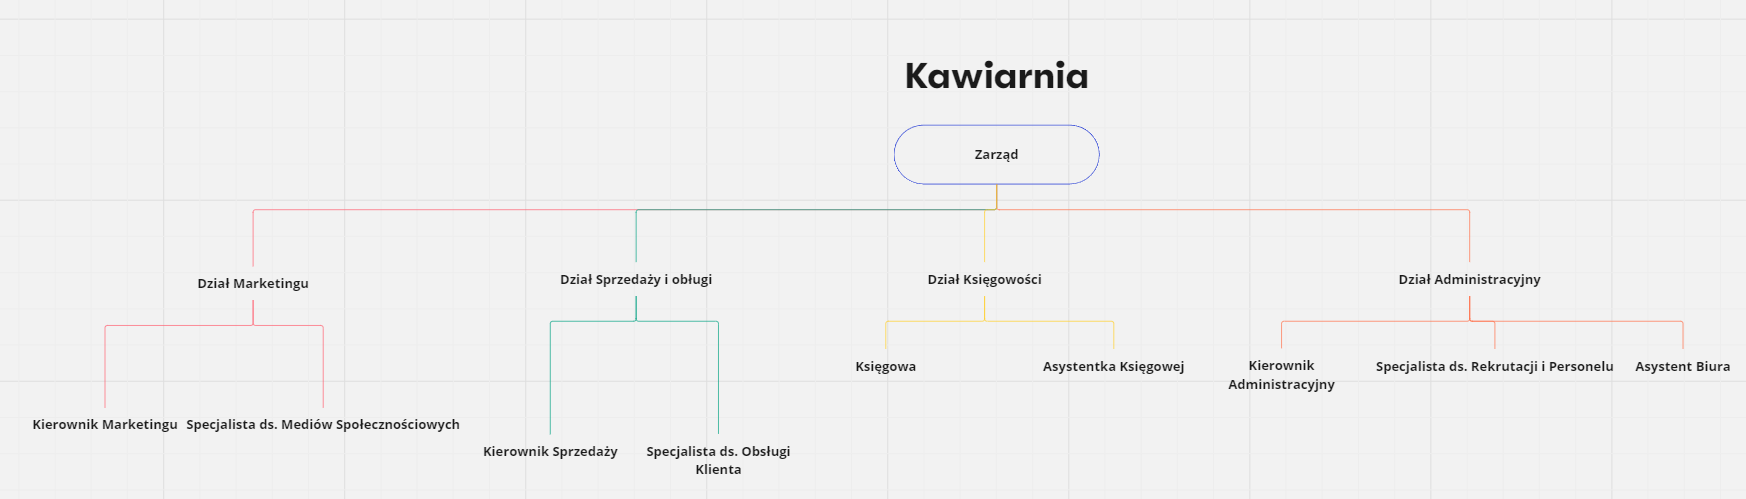 Kawiarnia
Zarząd
Dział Marketingu
Dział Sprzedaży i obługi
Dział Księgowości
Dział Administracyjny
Kierownik Marketingu
Specjalista ds. Mediów Społecznościowych
Kierownik Sprzedaży
Specjalista ds. Obsługi
Klienta
Księgowa
Asystentka Księgowej
Kierownik
Administracyjny
Specjalista ds. Rekrutacji i Personelu
Asystent Biura